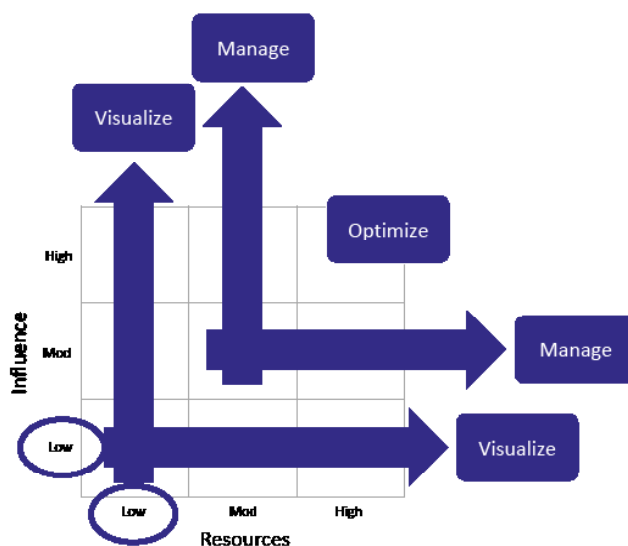 Manage
Visualize
Optimize
High
Influence
Mod
Manage
Low
Visualize
Low
Mod
High
Resources